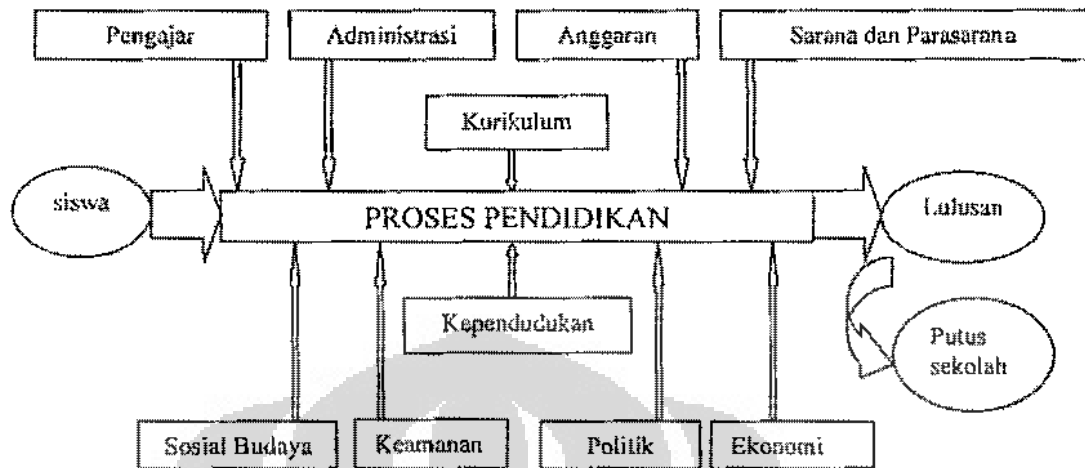 Pengajar
Administrasi
Anggaran
Sarana dan Parasarana
Kurikulum
siswa
PROSES PENDIDIKAN
Lulusan
Kependudukan
Putus
sekolah
Sosial Budaya
Keamanan
Politik
Ekonomi